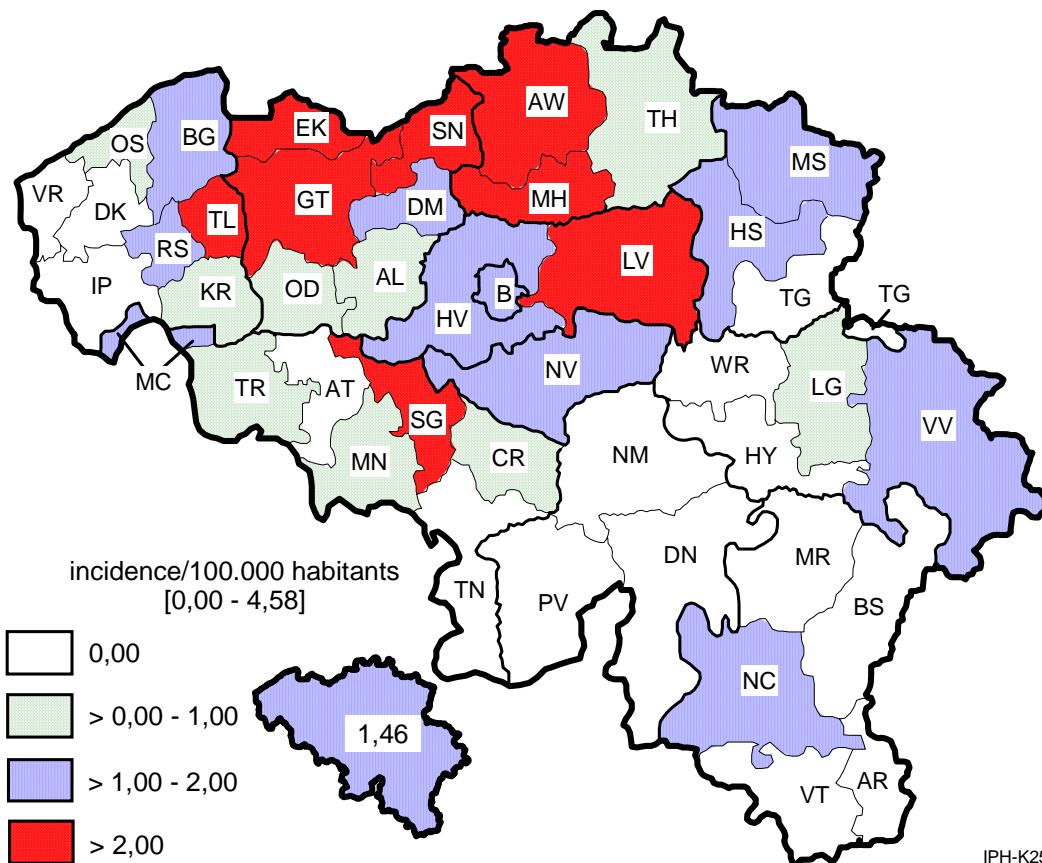 AW
TH
EK
SN
BG
OS
MS
VR
GT
MH
DM
DK
TL
HS
RS
LV
AL
IP
KR
OD
B
TG
TG
HV
MC
NV
WR
TR
AT
LG
SG
VV
MN
CR
NM
HY
DN
MR
incidence/100.000 habitants
[0,00 - 4,58]
TN
PV
BS
0,00
NC
> 0,00 - 1,00
1,46
> 1,00 - 2,00
VT
AR
> 2,00